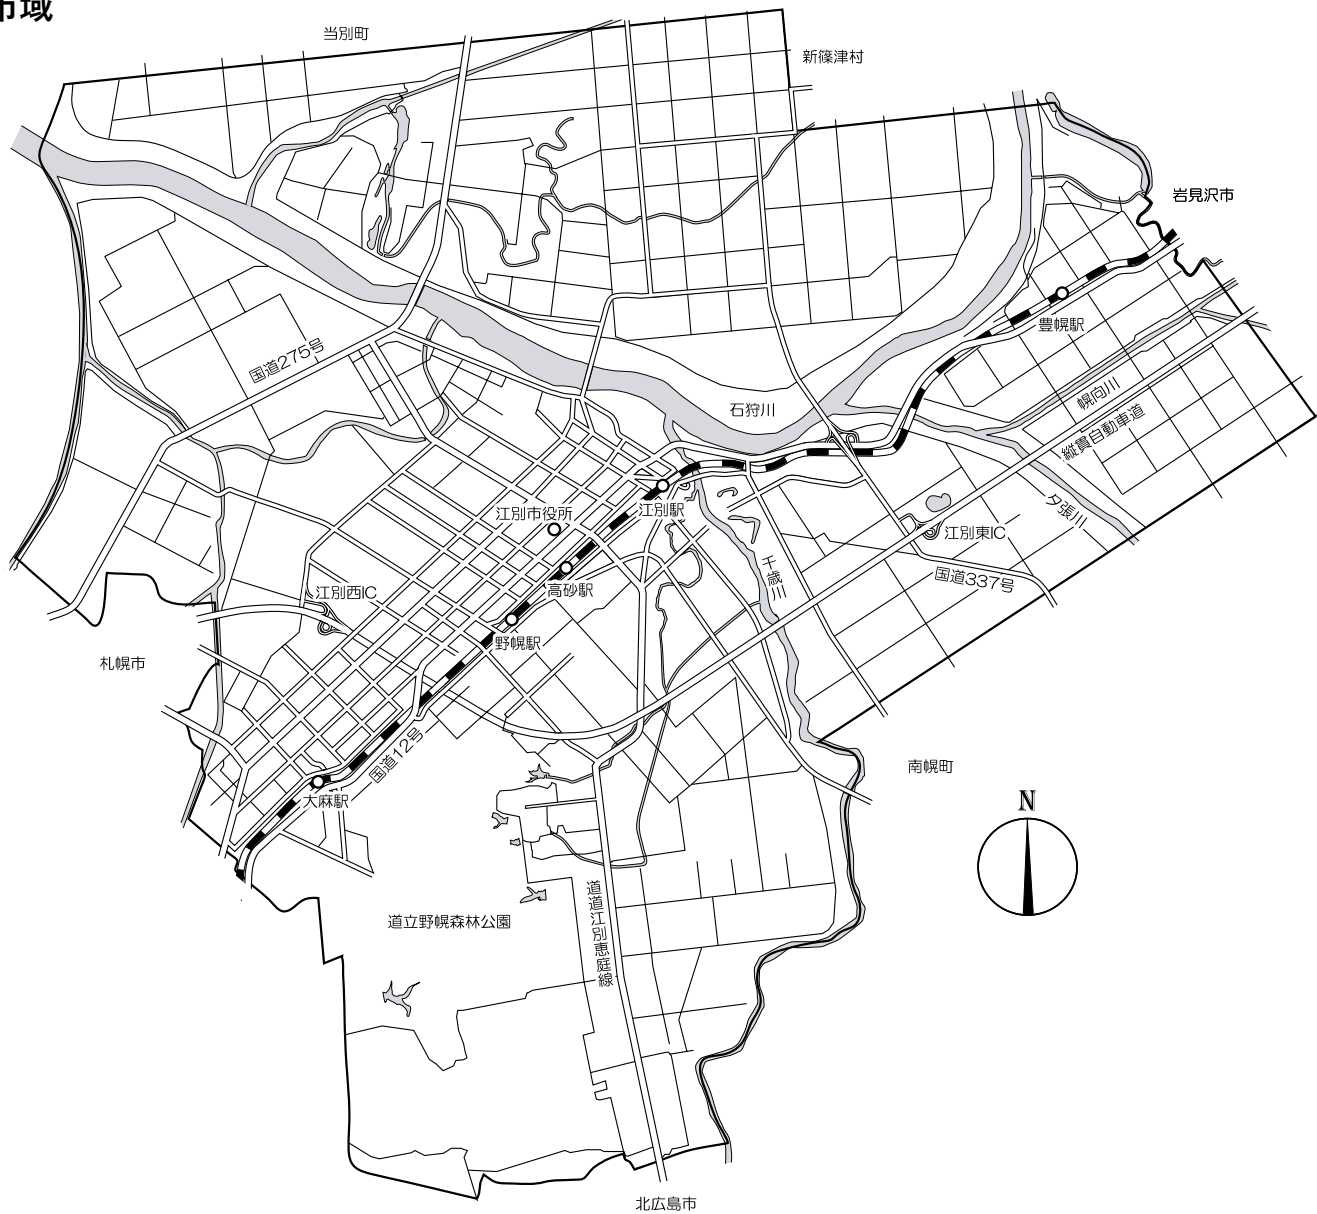 市域
当別町
新篠津村
岩見沢市
豊幌駅
国道275号
石狩川
幌向川
縦貫自動車道
夕張川
江別市役所
江別駅
江別東IC
千歳川
国道337号
高砂駅
江別西IC
野幌駅
札幌市
国道12号
大麻駅
南幌町
N
道立野幌森林公園
道道江別恵庭線
北広島市